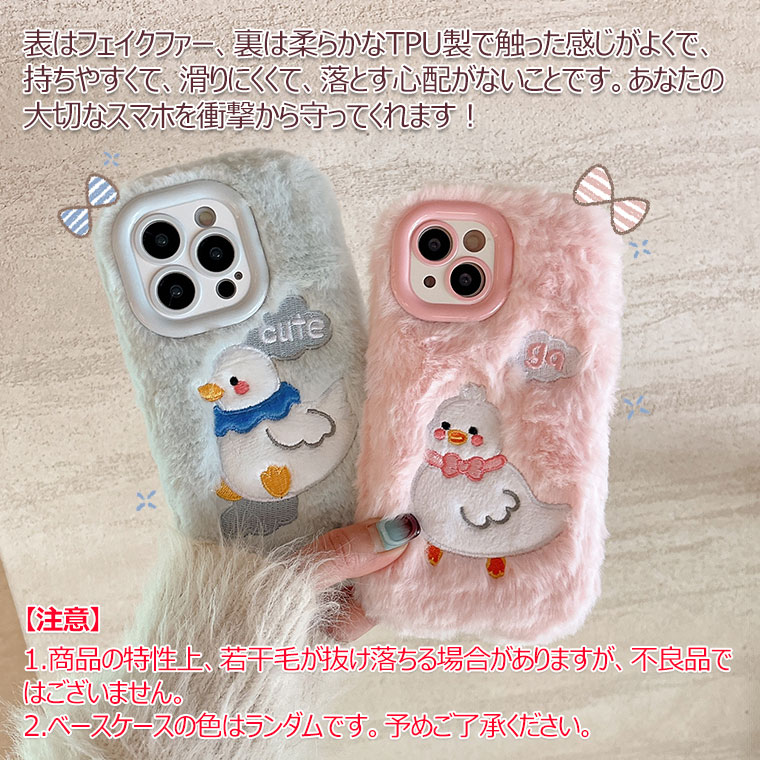 表はフェイクファー、裏は柔らかなTPU製で触った感じがよくて、
持ちやすくて、滑りにくくて、落とす心配がないことです。あなたの
大切なスマホを衝撃から守ってくれます！
cute
ga
【注意】
1.商品の特性上、若干毛が抜け落ちる場合がありますが、不良品で
はございません。
2.ベースケースの色はランダムです。予めご了承ください。